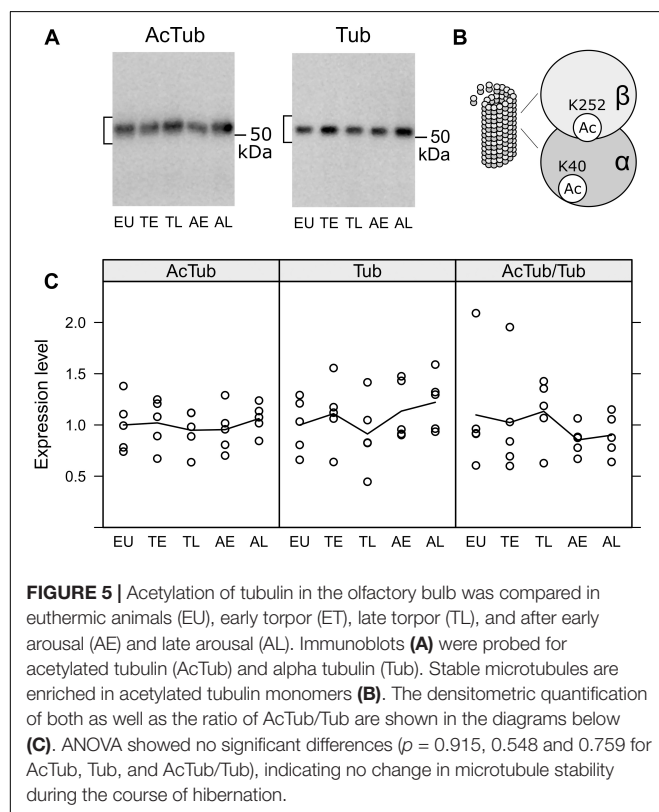 A
AcTub
Tub
B
50
kDa
50
kDa
EU TE TL AE AL
EU TE TL AE AL
K252
β
Ac
K40
α
Ac
C
AcTub
Tub
AcTub/Tub
Expression level
2.0
1.5
1.0
0.5
EU TE TL AE AL
EU TE TL AE AL
EU TE TL AE AL
FIGURE 5 | Acetylation of tubulin in the olfactory bulb was compared in
euthermic animals (EU), early torpor (ET), late torpor (TL), and after early
arousal (AE) and late arousal (AL). Immunoblots (A) were probed for
acetylated tubulin (AcTub) and alpha tubulin (Tub). Stable microtubules are
enriched in acetylated tubulin monomers (B). The densitometric quantification
of both as well as the ratio of AcTub/Tub are shown in the diagrams below
(C). ANOVA showed no significant differences (p = 0.915, 0.548 and 0.759 for
AcTub, Tub, and AcTub/Tub), indicating no change in microtubule stability
during the course of hibernation.